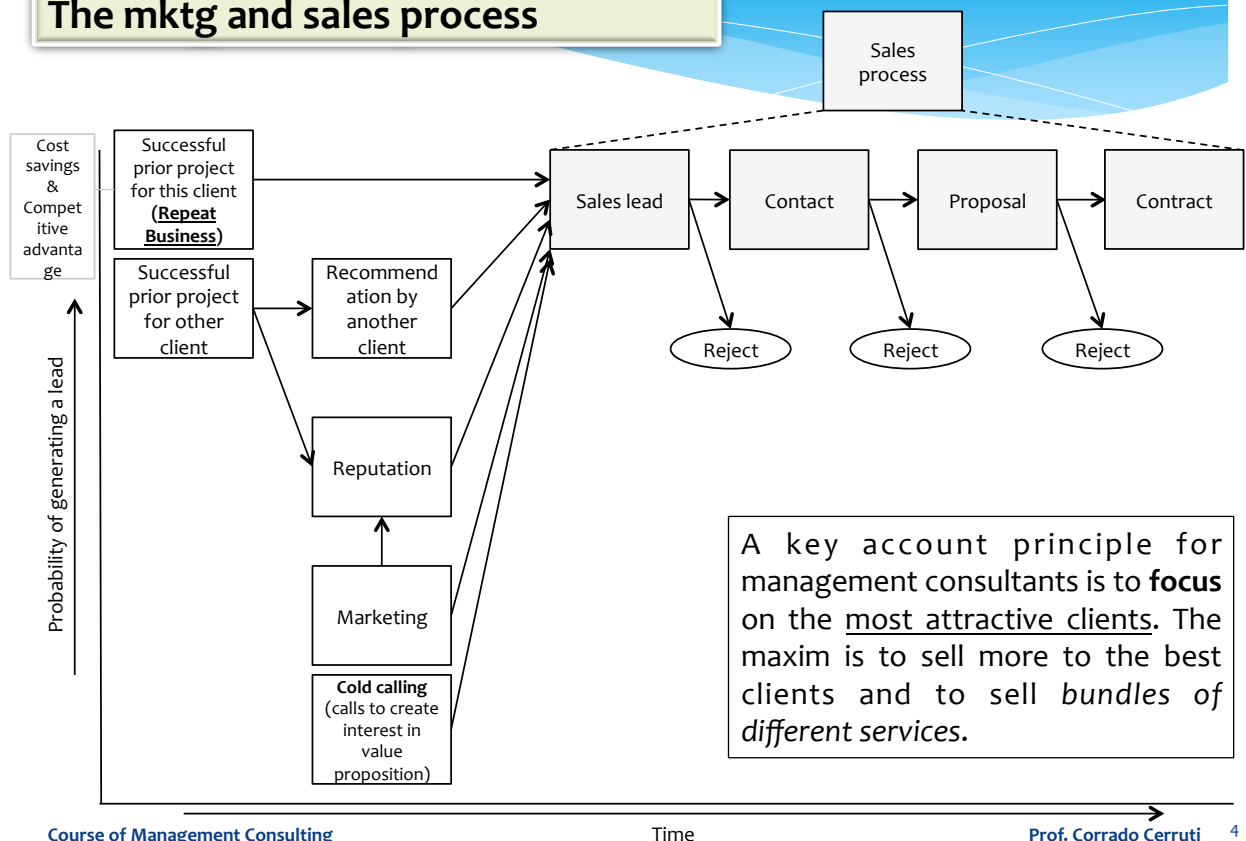 The mktg and sales process
Sales
process
Cost
savings
&
Compet
itive
advanta
ge
Successful
prior project
for this client
(Repeat
Business)
Sales lead
Contact
Proposal
Contract
Successful
prior project
for other
client
Recommend
ation by
another
client
Reject
Reject
Reject
Probability of generating a lead
Reputation
Marketing
Cold calling
(calls to create
interest in
value
proposition)
A key account principle for
management consultants is to focus
on the most attractive clients. The
maxim is to sell more to the best
clients and to sell bundles of
different services.
Course of Management Consulting
Time
Prof. Corrado Cerruti
4